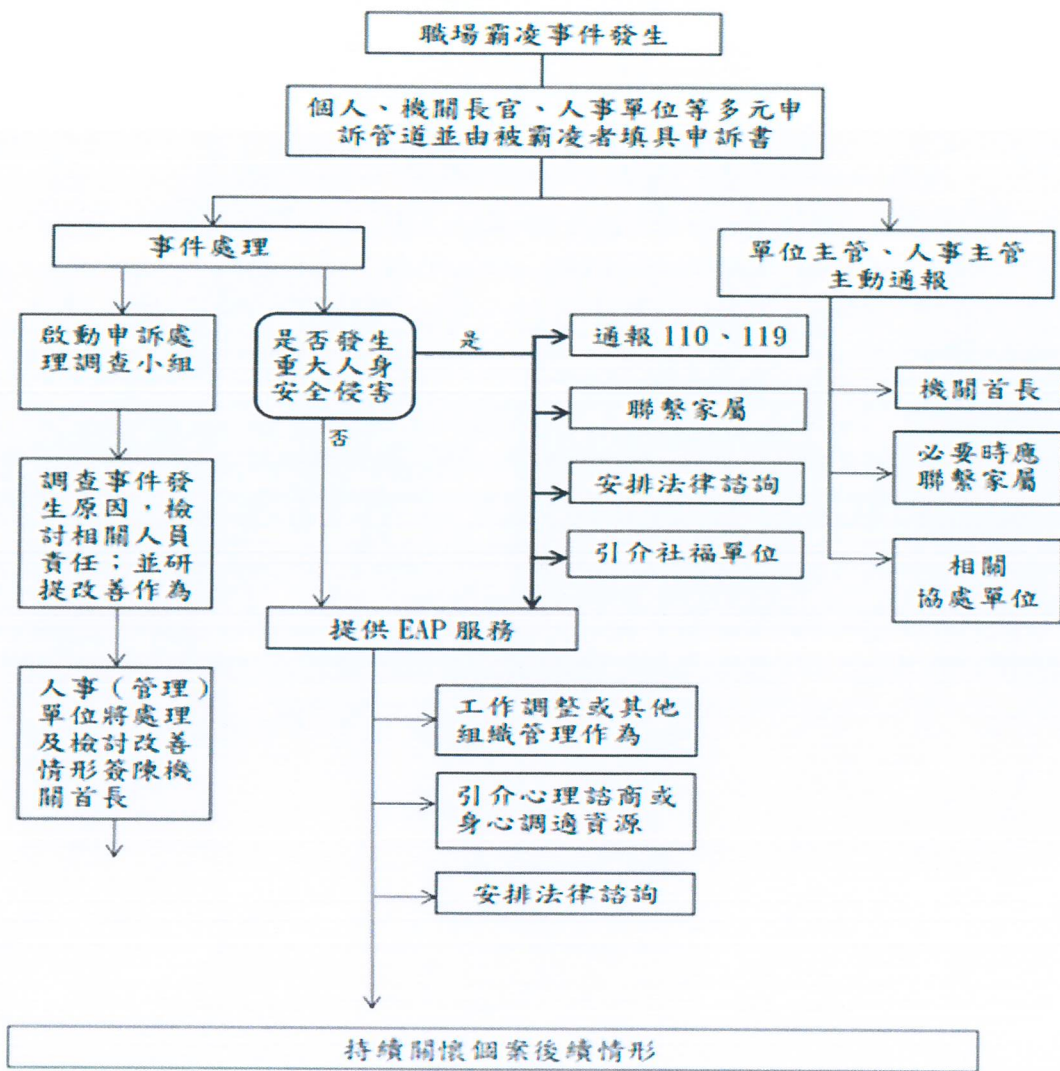 職場霸凌事件發生
個人、機關長官、人事單位等多元申
訴管道並由被霸凌者填具申訴書
事件處理
單位主管、人事主管
主動通報
啟動申訴處
理調查小組
是否發生
重大人身
安全侵害
是
否
通報 110、119
聯繫家屬
安排法律諮詢
引介社福單位
機關首長
必要時應
聯繫家屬
相關
協處單位
調查事件發
生原因,檢
討相關人員
責任;並研
提改善作為
提供 EAP 服務
人事(管理)
單位將處理
及檢討改善
情形簽陳機
關首長
工作調整或其他
組織管理作為
引介心理諮商或
身心調適資源
安排法律諮詢
持續關懷個案後續情形